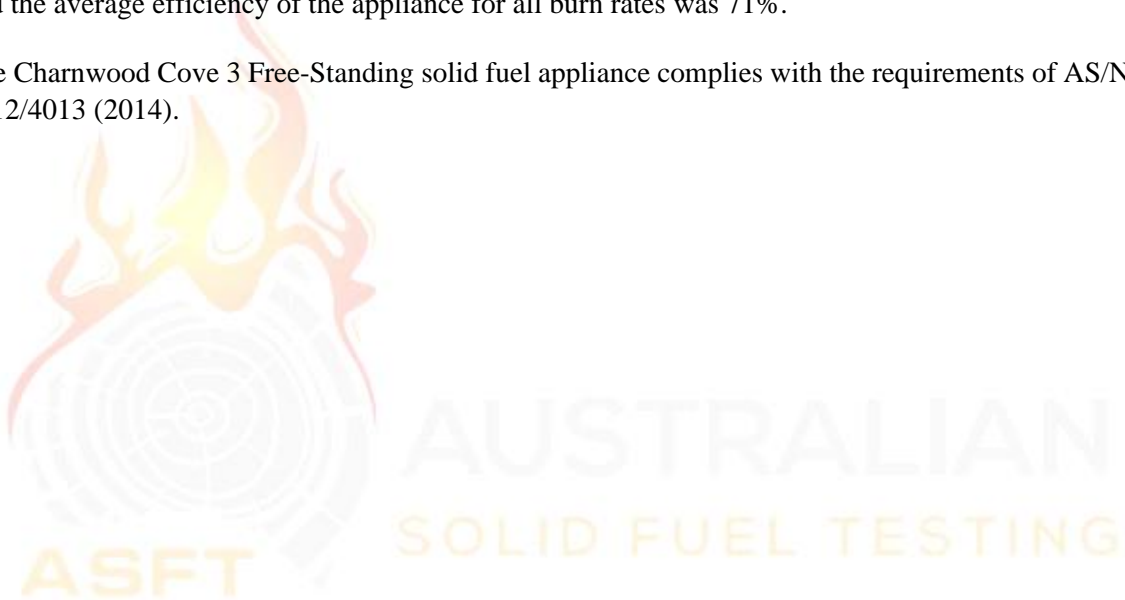 the average efficiency of the appliance for all burn rates was 71%.
Charnwood Cove 3 Free-Standing solid fuel appliance complies with the requirements of AS/N
2/4013 (2014).
AUSTRALIAN
SOLID FUEL TESTING
ASFT